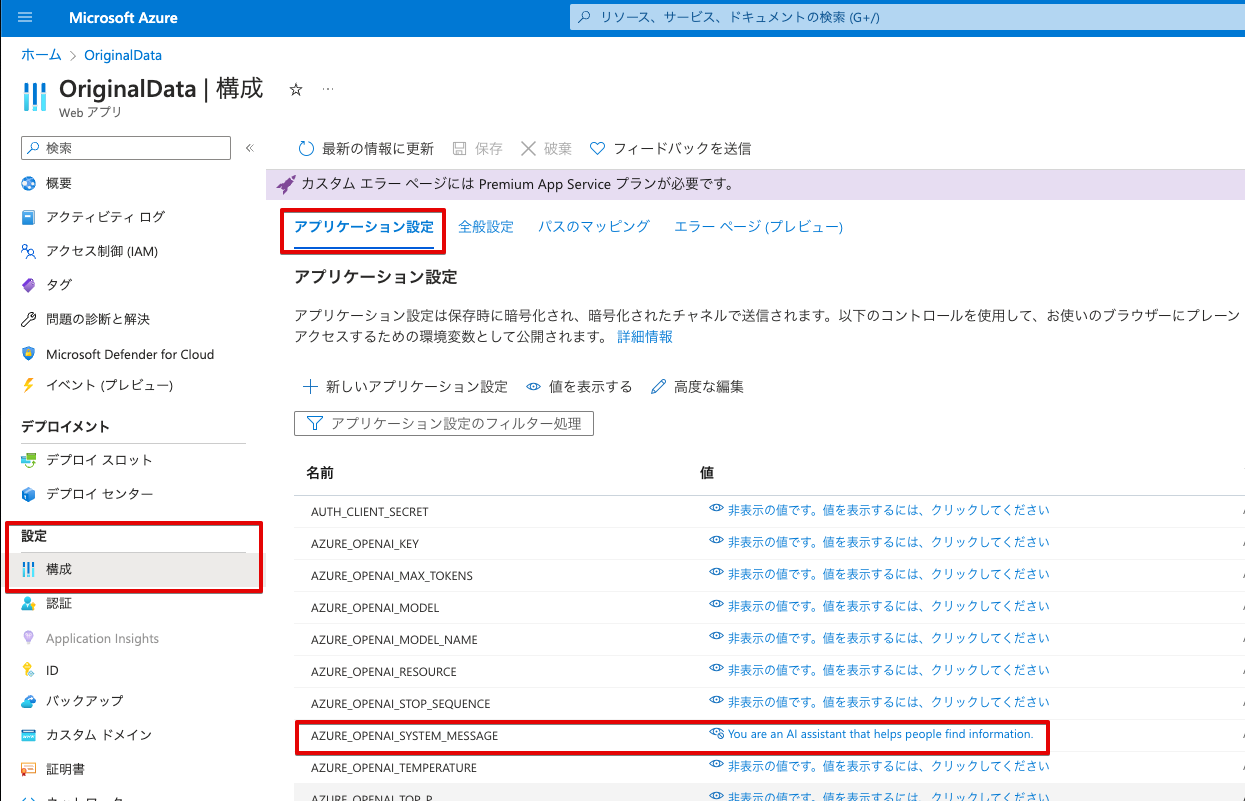 Microsoft Azure
リソース、サービス、ドキュメントの検索 (G+/)
ホーム > OriginalData
OriginalData | 構成
Web アプリ
検索
概要
アクティビティ ログ
アクセス制御 (IAM)
タグ
問題の診断と解決
Microsoft Defender for Cloud
イベント (プレビュー)
デプロイメント
デプロイ スロット
デプロイ センター
設定
構成
認証
Application Insights
ID
バックアップ
カスタム ドメイン
証明書
最新の情報に更新 保存 破棄 フィードバックを送信
カスタム エラー ページには Premium App Service プランが必要です。
アプリケーション設定 全般設定 パスのマッピング エラー ページ (プレビュー)
アプリケーション設定
アプリケーション設定は保存時に暗号化され、暗号化されたチャネルで送信されます。以下のコントロールを使用して、お使いのブラウザーにプレーン
アクセスするための環境変数として公開されます。 詳細情報
新しいアプリケーション設定 値を表示する 高度な編集
アプリケーション設定のフィルター処理
名前 値
AUTH_CLIENT_SECRET 非表示の値です。値を表示するには、クリックしてください
AZURE_OPENAI_KEY 非表示の値です。値を表示するには、クリックしてください
AZURE_OPENAI_MAX_TOKENS 非表示の値です。値を表示するには、クリックしてください
AZURE_OPENAI_MODEL 非表示の値です。値を表示するには、クリックしてください
AZURE_OPENAI_MODEL_NAME 非表示の値です。値を表示するには、クリックしてください
AZURE_OPENAI_RESOURCE 非表示の値です。値を表示するには、クリックしてください
AZURE_OPENAI_STOP_SEQUENCE 非表示の値です。値を表示するには、クリックしてください
AZURE_OPENAI_SYSTEM_MESSAGE You are an AI assistant that helps people find information.
AZURE_OPENAI_TEMPERATURE 非表示の値です。値を表示するには、クリックしてください
AZURE_OPENAI_TOP_P 非表示の値です。値を表示するには、クリックしてください